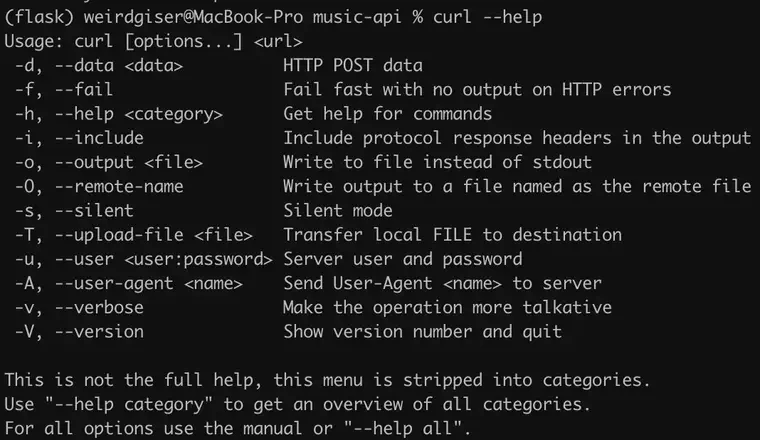 (flask) weirdgiser@MacBook-Pro music-api % curl --help
Usage: curl [options...] <url>
 -d, --data <data>          HTTP POST data
 -f, --fail                 Fail fast with no output on HTTP errors
 -h, --help <category>      Get help for commands
 -i, --include              Include protocol response headers in the output
 -o, --output <file>        Write to file instead of stdout
 -O, --remote-name          Write output to a file named as the remote file
 -s, --silent               Silent mode
 -T, --upload-file <file>   Transfer local FILE to destination
 -u, --user <user:password> Server user and password
 -A, --user-agent <name>    Send User-Agent <name> to server
 -v, --verbose              Make the operation more talkative
 -V, --version              Show version number and quit

This is not the full help, this menu is stripped into categories.
Use "--help category" to get an overview of all categories.
For all options use the manual or "--help all".